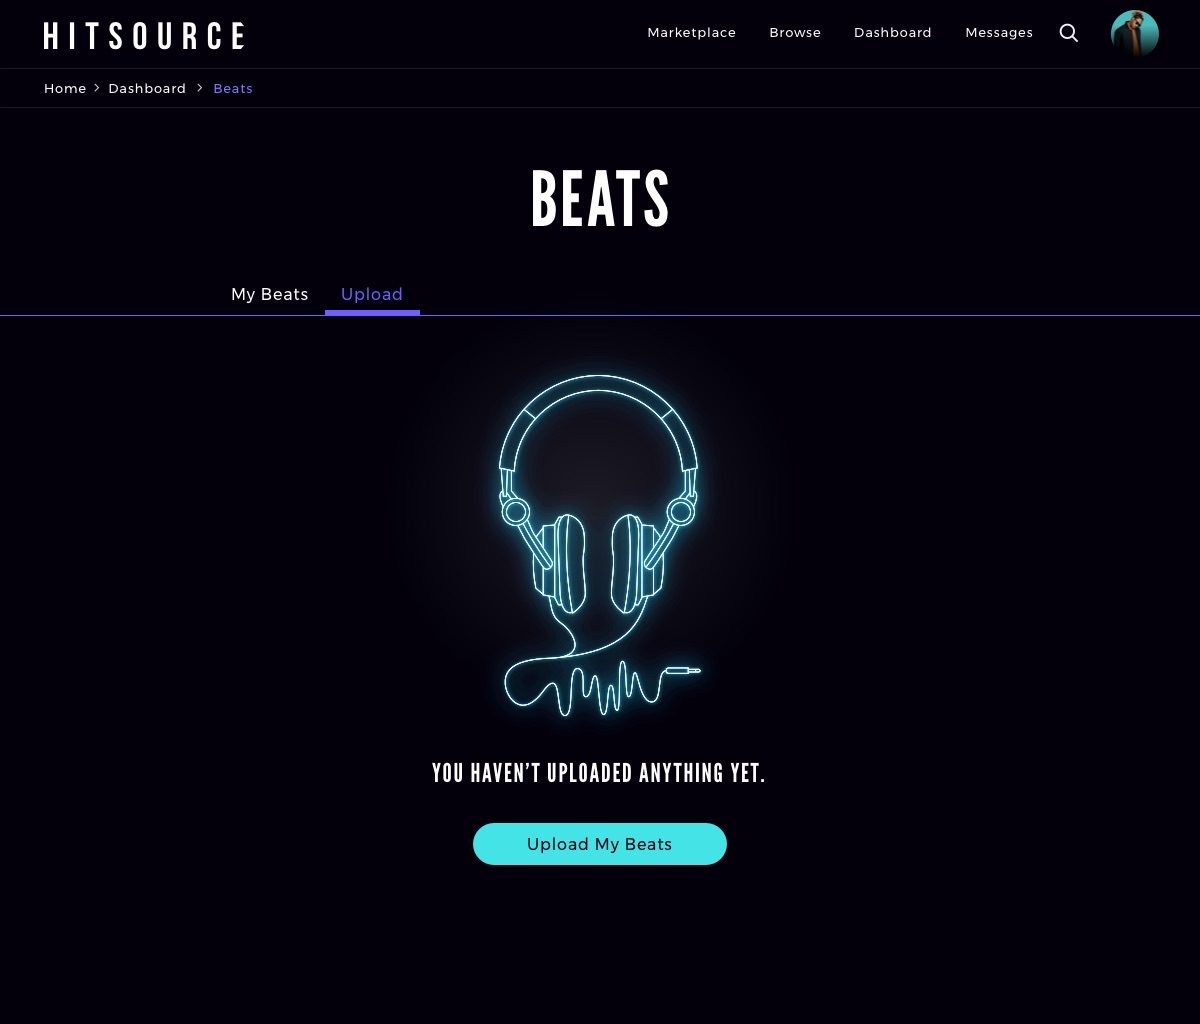 HITSOURCE
Marketplace Browse Dashboard Messages
Home > Dashboard > Beats
BEATS
My Beats Upload
YOU HAVEN'T UPLOADED ANYTHING YET.
Upload My Beats